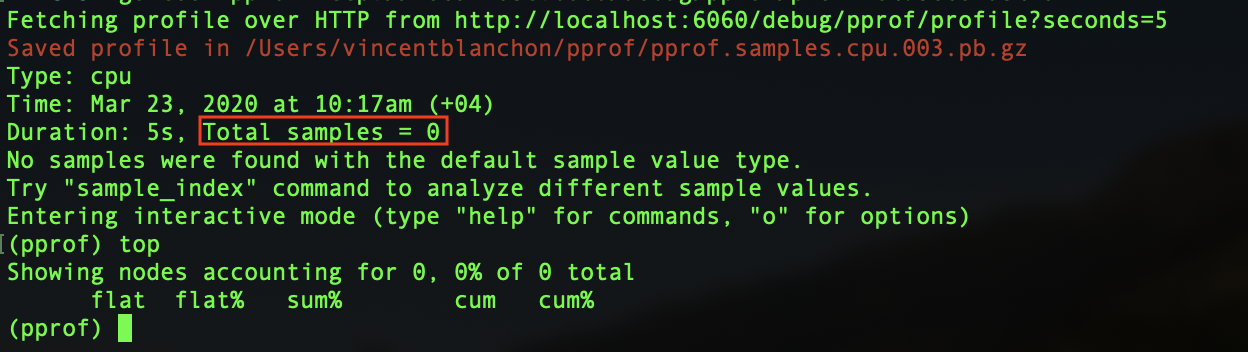 Fetching profile over HTTP from http://localhost:6060/debug/pprof/profile?seconds=5
Saved profile in /Users/vincentblanchon/pprof/pprof.samples.cpu.003.pb.gz
Type: cpu
Time: Mar 23, 2020 at 10:17am (+04)
Duration: 5s, Total samples = 0
No samples were found with the default sample value type.
Try "sample_index" command to analyze different sample values.
Entering interactive mode (type "help" for commands, "o" for options)
(pprof) top
Showing nodes accounting for 0, 0% of 0 total
flat  flat%   sum%        cum   cum%
(pprof)